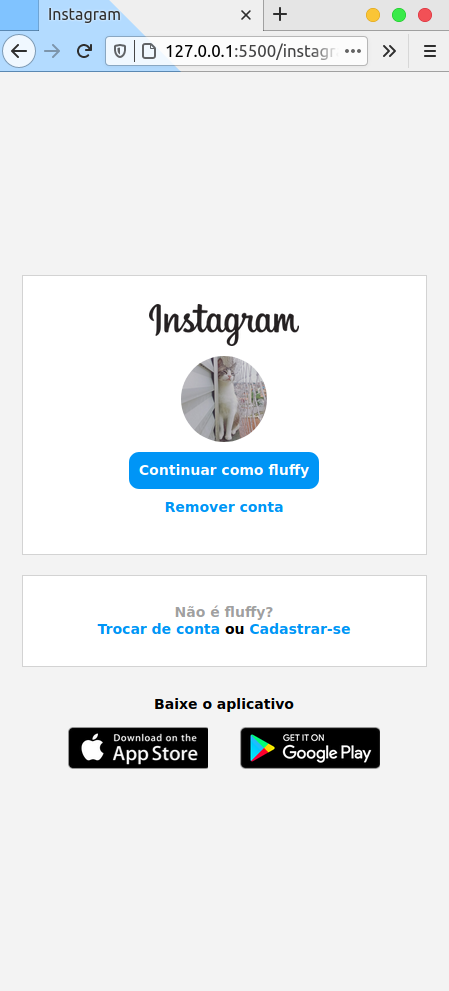 Instagram
127.0.0.1:5500/instagr
Instagram
Continuar como fluffy
Remover conta
Não é fluffy?
Trocar de conta ou Cadastrar-se
Baixe o aplicativo
Download on the
App Store
GET IT ON
Google Play